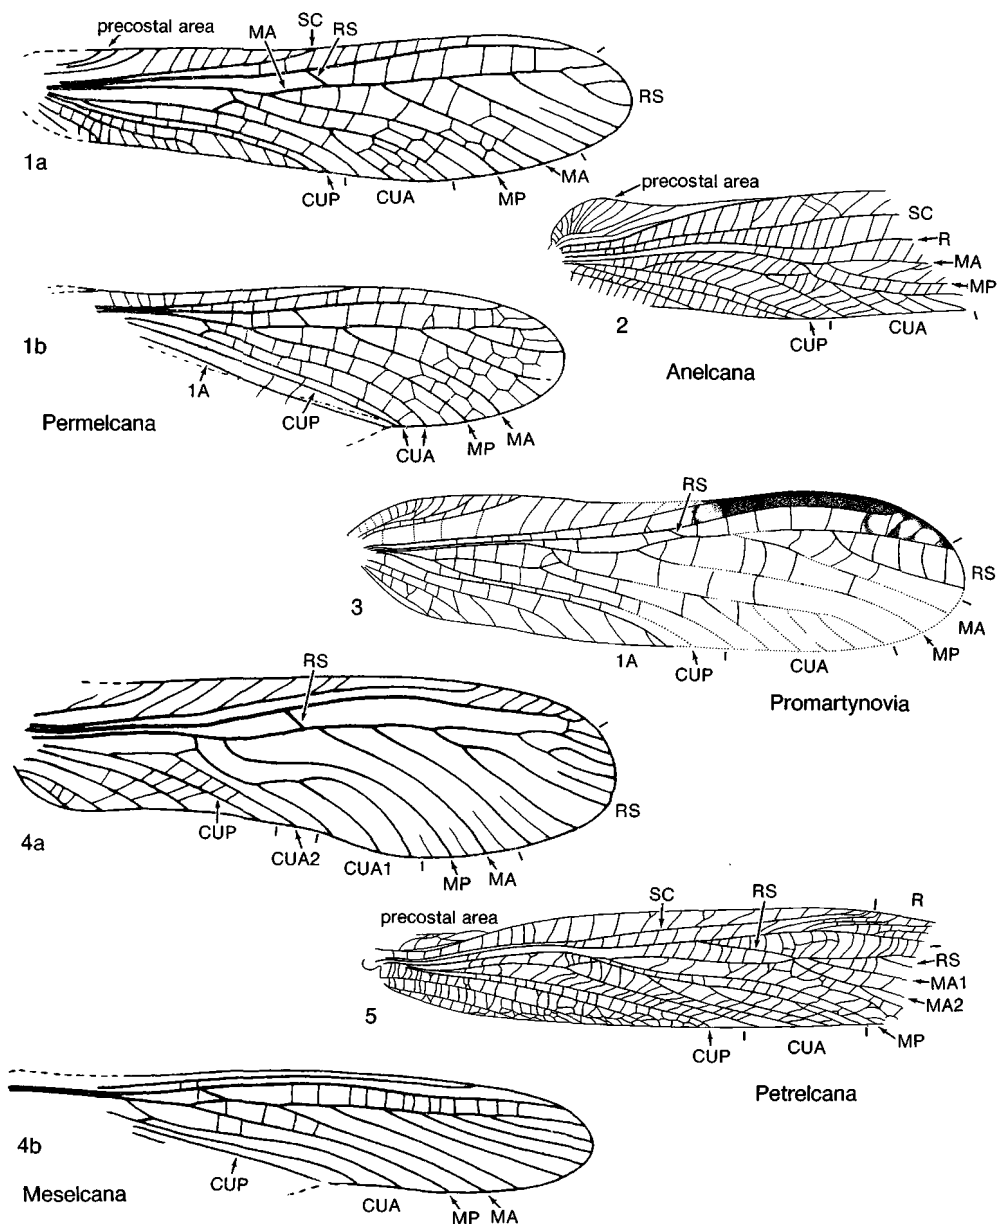 precostal area
MA
SC
RS
RS
1a
CUP
CUA
MP
MA
precostal area
SC
R
MA
MP
2
CUP
CUA
Anelcana
1b
1A
CUP
CUA
MP
MA
Permelcana
RS
3
RS
MA
MP
1A
CUP
CUA
Promartynovia
RS
4a
CUP
CUA2
CUA1
MP
MA
RS
precostal area
SC
RS
R
RS
MA1
MA2
5
MP
CUP
CUA
Petrelcana
4b
CUP
CUA
MP
MA
Meselcana